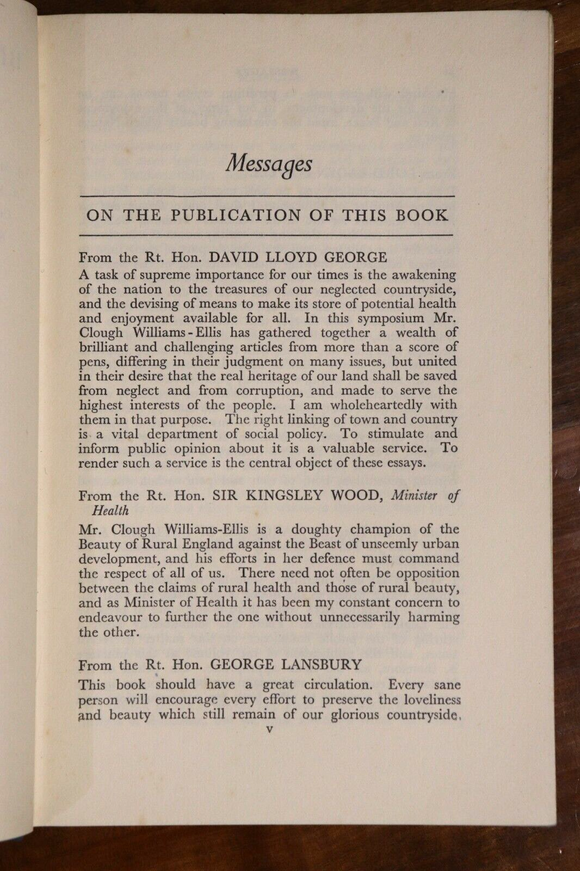 Messages
ON THE PUBLICATION OF THIS BOOK
From the Rt. Hon. DAVID LLOYD GEORGE
A task of supreme importance for our times is the awakening
of the nation to the treasures of our neglected countryside,
and the devising of means to make its store of potential health
and enjoyment available for all. In this symposium Mr.
Clough Williams-Ellis has gathered together a wealth of
brilliant and challenging articles from more than a score of
pens, differing in their judgment on many issues, but united
in their desire that the real heritage of our land shall be saved
from neglect and from corruption, and made to serve the
highest interests of the people. I am wholeheartedly with
them in that purpose. The right linking of town and country
is a vital department of social policy. To stimulate and
inform public opinion about it is a valuable service. To
render such a service is the central object of these essays.
From the Rt. Hon. SIR KINGSLEY WOOD, Minister of
Health
Mr. Clough Williams-Ellis is a doughty champion of the
Beauty of Rural England against the Beast of unseemly urban
development, and his efforts in her defence must command
the respect of all of us. There need not often be opposition
between the claims of rural health and those of rural beauty,
and as Minister of Health it has been my constant concern to
endeavour to further the one without unnecessarily harming
the other.
From the Rt. Hon. GEORGE LANSBURY
This book should have a great circulation. Every sane
person will encourage every effort to preserve the loveliness
and beauty which still remain of our glorious countryside.
v